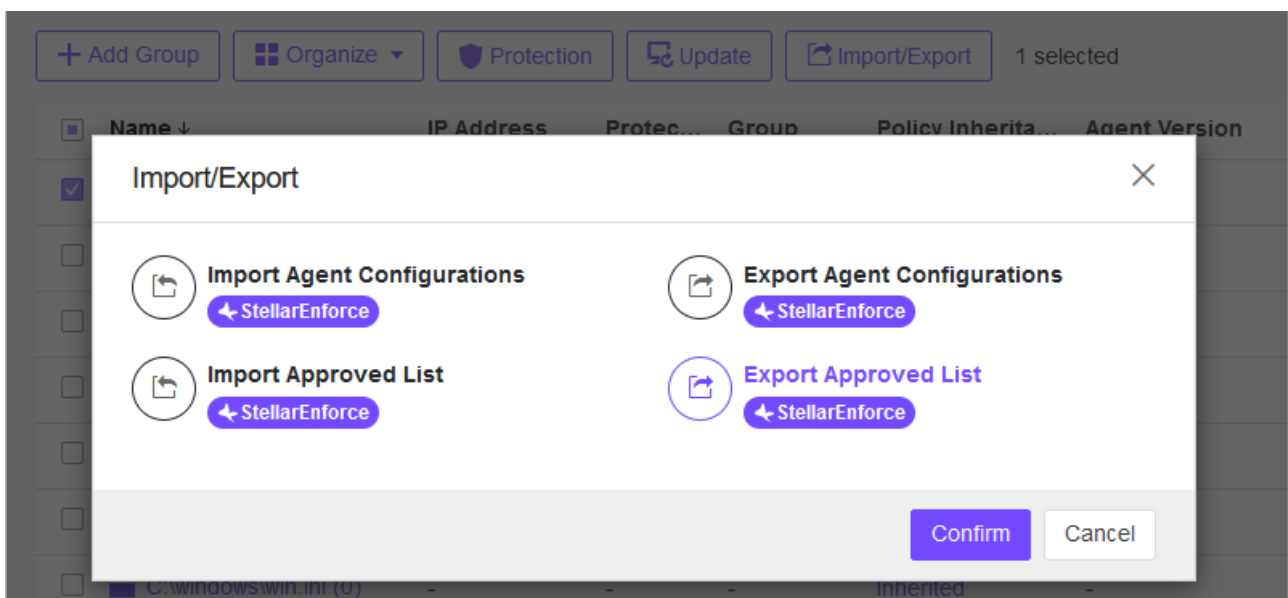 Add Group Organize Protection Update Import/Export 1 selected
Name IP Address Protec... Group Policy Inherita... Agent Version
Import/Export
Import Agent Configurations Export Agent Configurations
StellarEnforce StellarEnforce
Import Approved List Export Approved List
StellarEnforce StellarEnforce
Confirm Cancel
C:\windows\win.ini (0) - - - Inherited -